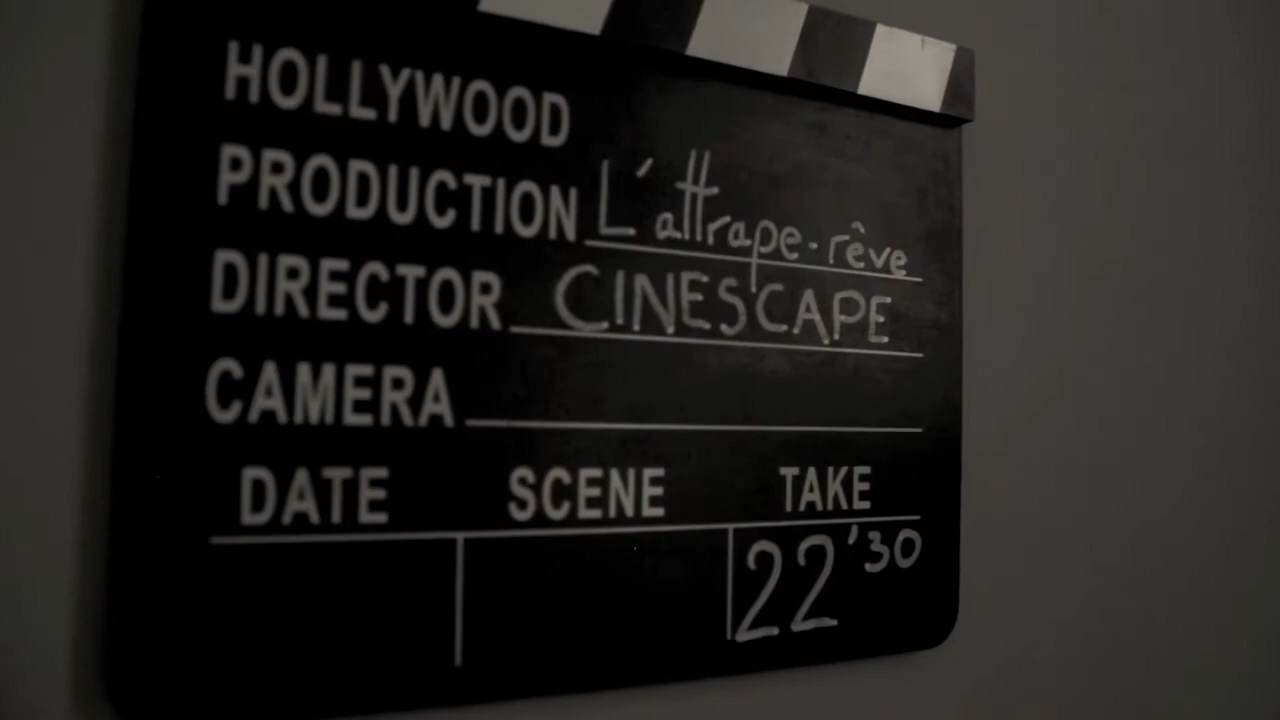 HOLLYWOOD
PRODUCTION L'attrape-rêve
DIRECTOR CINESCAPE
CAMERA
DATE SCENE TAKE
22'30